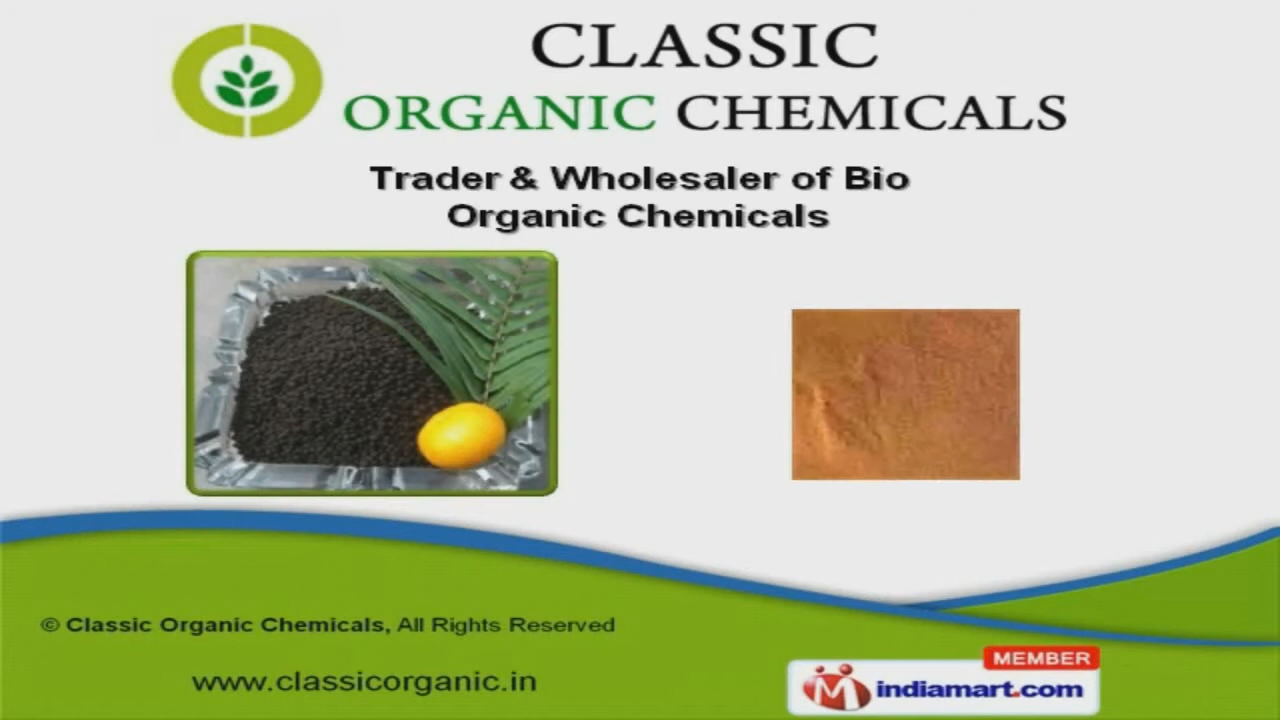 CLASSIC
ORGANIC CHEMICALS
Trader & Wholesaler of Bio
Organic Chemicals
© Classic Organic Chemicals, All Rights Reserved
www.classicorganic.in
MEMBER
indiamart.com